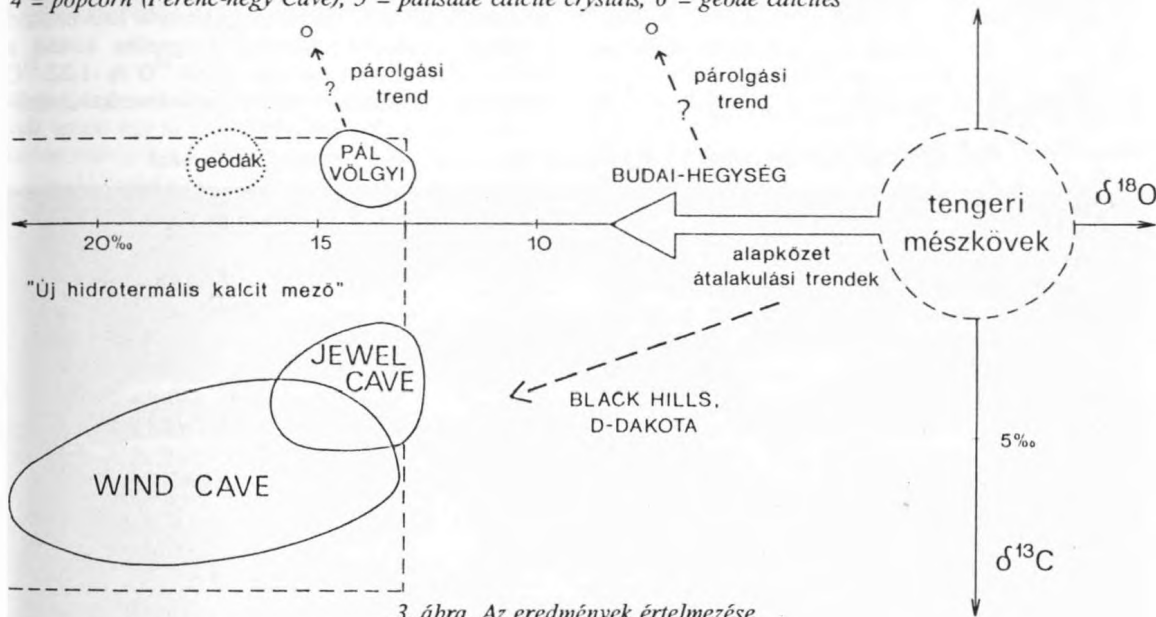 4 = popcorn (Ferenc-hegy Cave), 5 = palisade calcite crystals, 6 = geode calcites
párolgási
trend
?
párolgási
trend
?
geódák
PÁL
VÖLGYI
BUDAI-HEGYSÉG
δ18O
tengeri
mészkövek
20‰
15
10
alapkőzet
átalakulási trendek
"Új hidrotermális kalcit mező"
JEWEL
CAVE
BLACK HILLS,
D-DAKOTA
5‰
WIND CAVE
δ13C
3. ábra. Az eredmények értelmezése